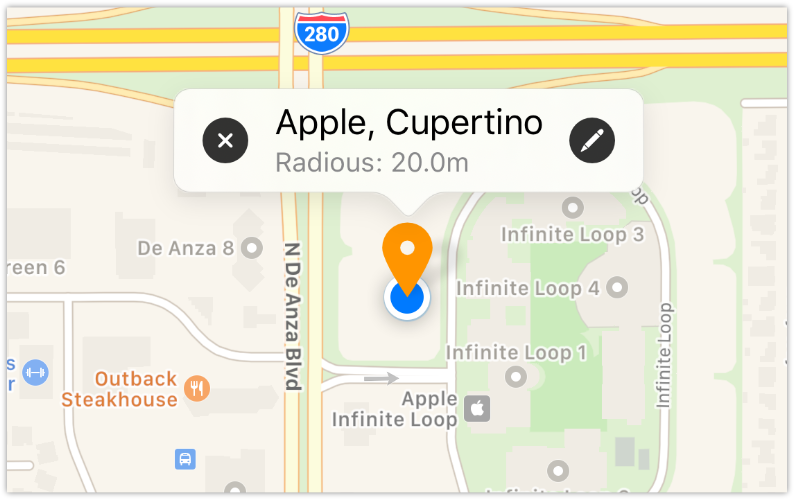 280
Apple, Cupertino
Radious: 20.0m
De Anza 8
Infinite Loop 3
reen 6
N De Anza Blvd
Infinite Loop 4
Infinite Loop
Infinite Loop 1
s
r
Outback
Steakhouse
Apple
Infinite Loop